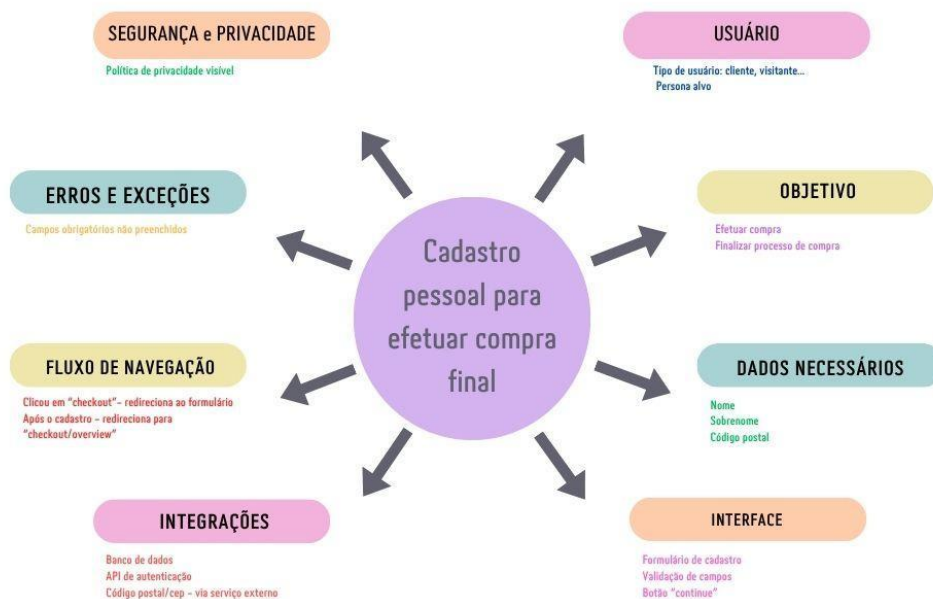 SEGURANÇA e PRIVACIDADE
Política de privacidade visível
USUÁRIO
Tipo de usuário: cliente, visitante...
Persona alvo
ERROS E EXCEÇÕES
Campos obrigatórios não preenchidos
OBJETIVO
Efetuar compra
Finalizar processo de compra
Cadastro
pessoal para
efetuar compra
final
FLUXO DE NAVEGAÇÃO
Clicou em “checkout”- redireciona ao formulário
Após o cadastro - redireciona para
“checkout/overview”
DADOS NECESSÁRIOS
Nome
Sobrenome
Código postal
INTEGRAÇÕES
Banco de dados
API de autenticação
Código postal/cep - via serviço externo
INTERFACE
Formulário de cadastro
Validação de campos
Botão “continue”